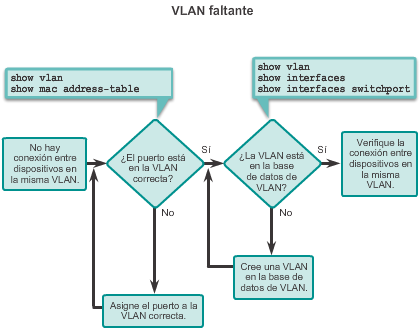 VLAN faltante
show vlan
show mac address-table
show vlan
show interfaces
show interfaces switchport
No hay
conexión entre
dispositivos en
la misma VLAN.
¿El puerto está
en la VLAN
correcta?
Sí
¿La VLAN está
en la base
de datos de
VLAN?
Sí
Verifique la
conexión entre
dispositivos en
la misma
VLAN.
No
No
Cree una VLAN
en la base de
datos de VLAN.
Asigne el puerto a la
VLAN correcta.